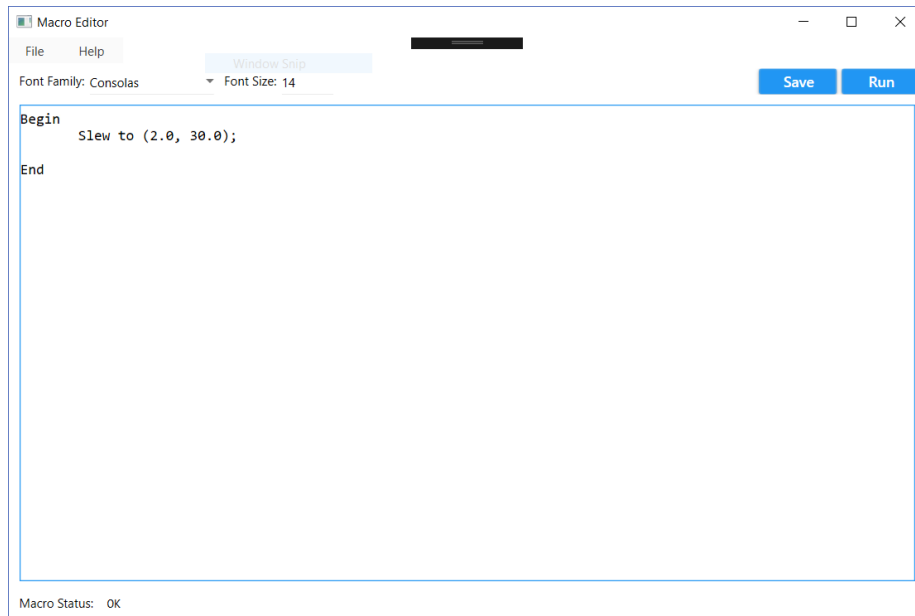 Macro Editor
File Help
Window Snip
Font Family: Consolas Font Size: 14 Save Run
Begin
Slew to (2.0, 30.0);
End
Macro Status: OK